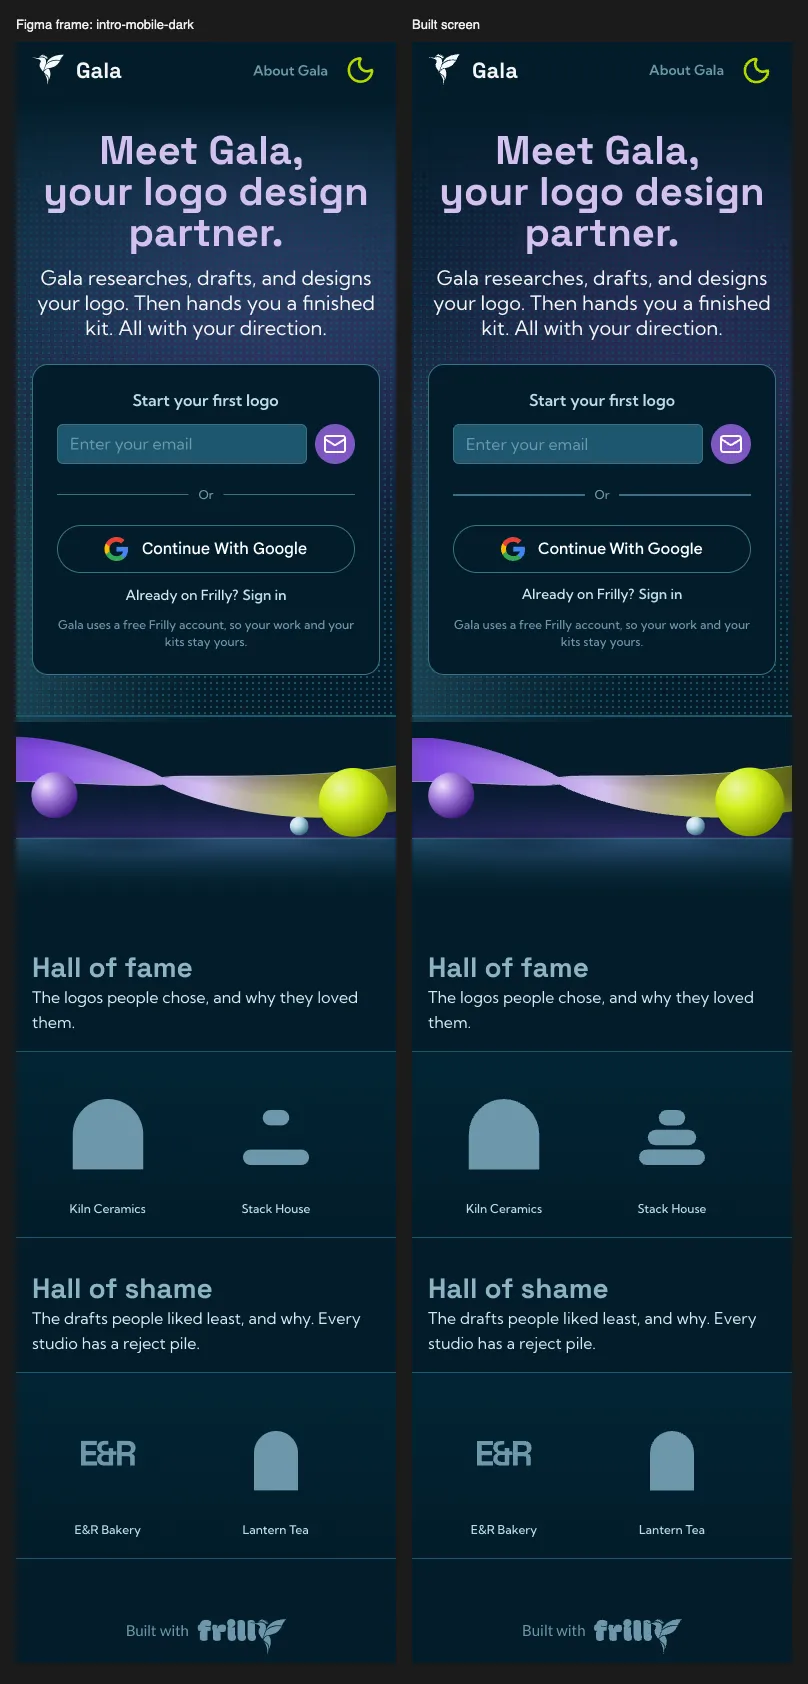 Figma frame: intro-mobile-dark
Gala
About Gala
Meet Gala,
your logo design
partner.
Gala researches, drafts, and designs
your logo. Then hands you a finished
kit. All with your direction.
Start your first logo
Enter your email
Or
Continue With Google
Already on Frilly? Sign in
Gala uses a free Frilly account, so your work and your
kits stay yours.
Hall of fame
The logos people chose, and why they loved
them.
Kiln Ceramics
Stack House
Hall of shame
The drafts people liked least, and why. Every
studio has a reject pile.
E&R
E&R Bakery
Lantern Tea
Built with frilly
Built screen
Gala
About Gala
Meet Gala,
your logo design
partner.
Gala researches, drafts, and designs
your logo. Then hands you a finished
kit. All with your direction.
Start your first logo
Enter your email
Or
Continue With Google
Already on Frilly? Sign in
Gala uses a free Frilly account, so your work and your
kits stay yours.
Hall of fame
The logos people chose, and why they loved
them.
Kiln Ceramics
Stack House
Hall of shame
The drafts people liked least, and why. Every
studio has a reject pile.
E&R
E&R Bakery
Lantern Tea
Built with frilly